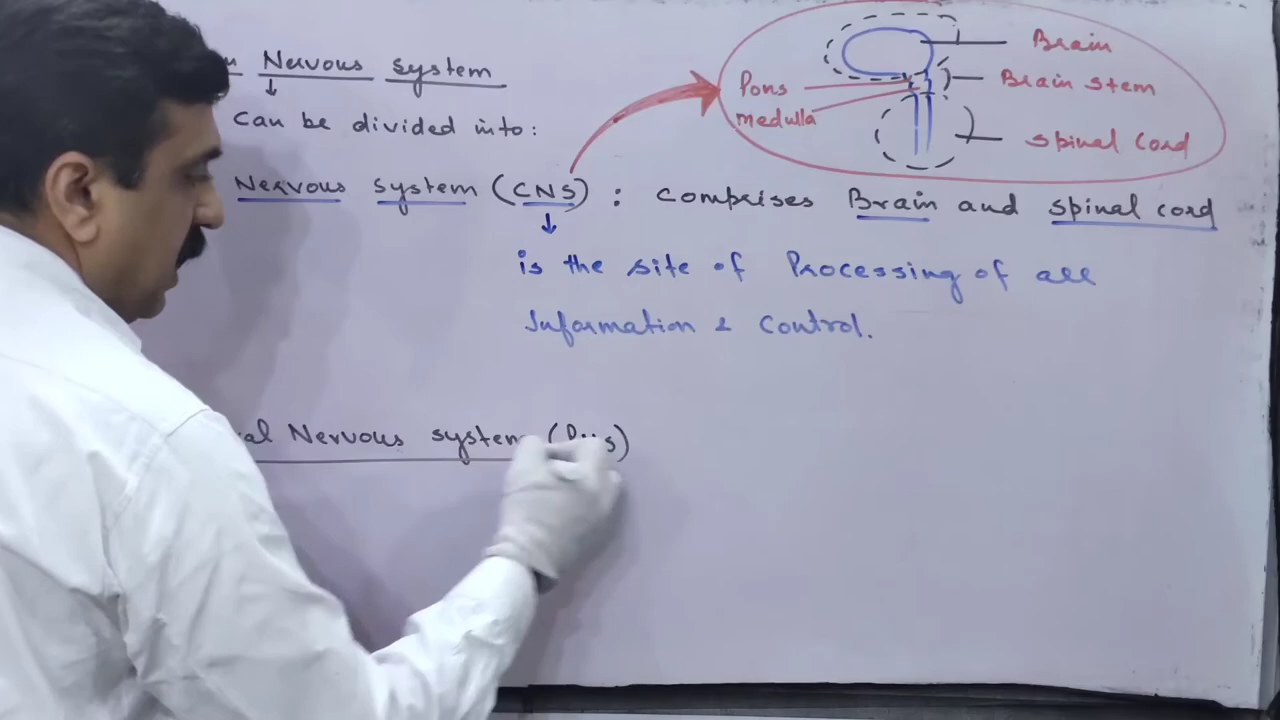 Nervous system
Can be divided into:
Nervous system (CNS) : comprises Brain and spinal cord
is the site of Processing of all
Information & Control.
Nervous system (PNS)
Brain
Brain stem
Pons
medulla
spinal cord